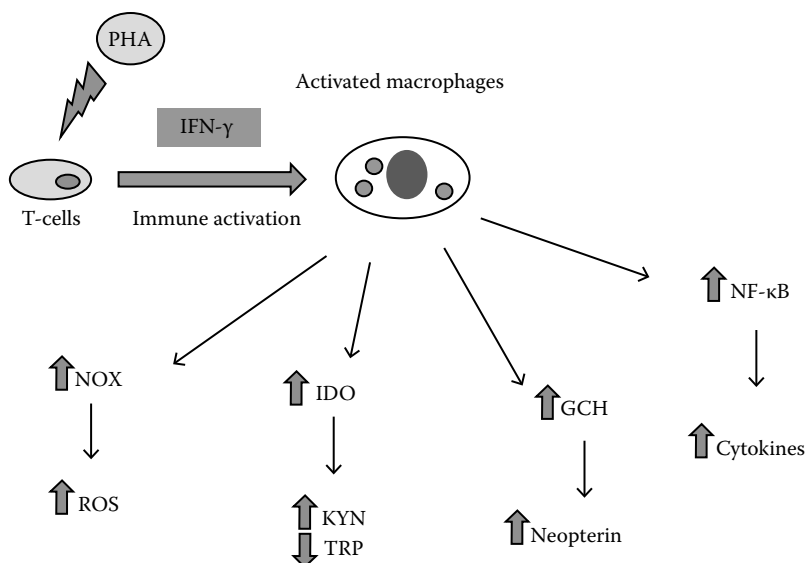 PHA
Activated macrophages
IFN-γ
T-cells
Immune activation
NF-κB
NOX
IDO
GCH
Cytokines
ROS
KYN
TRP
Neopterin